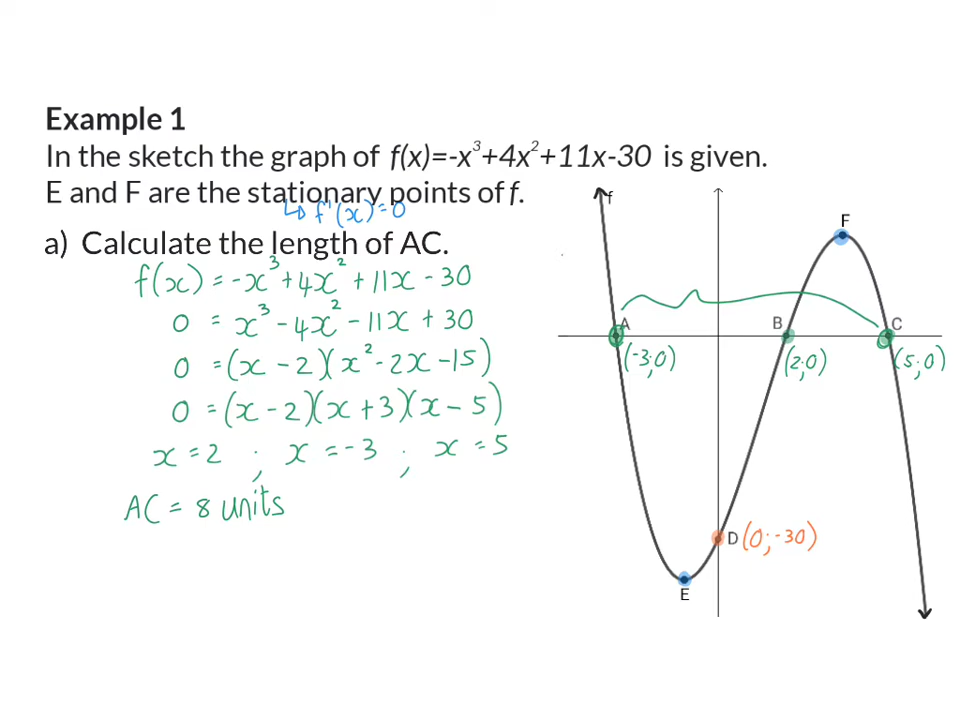 Example 1
In the sketch the graph of f(x)=-x³+4x²+11x-30 is given.
E and F are the stationary points of f.
↳ f'(x)=0
a) Calculate the length of AC.
f(x) = -x³ + 4x² + 11x - 30
0 = x³ - 4x² - 11x + 30
0 = (x - 2)(x² - 2x - 15)
0 = (x - 2)(x + 3)(x - 5)
x = 2 ; x = -3 ; x = 5
AC = 8 units
f
F
A
B
C
(-3;0)
(2;0)
(5;0)
D (0;-30)
E